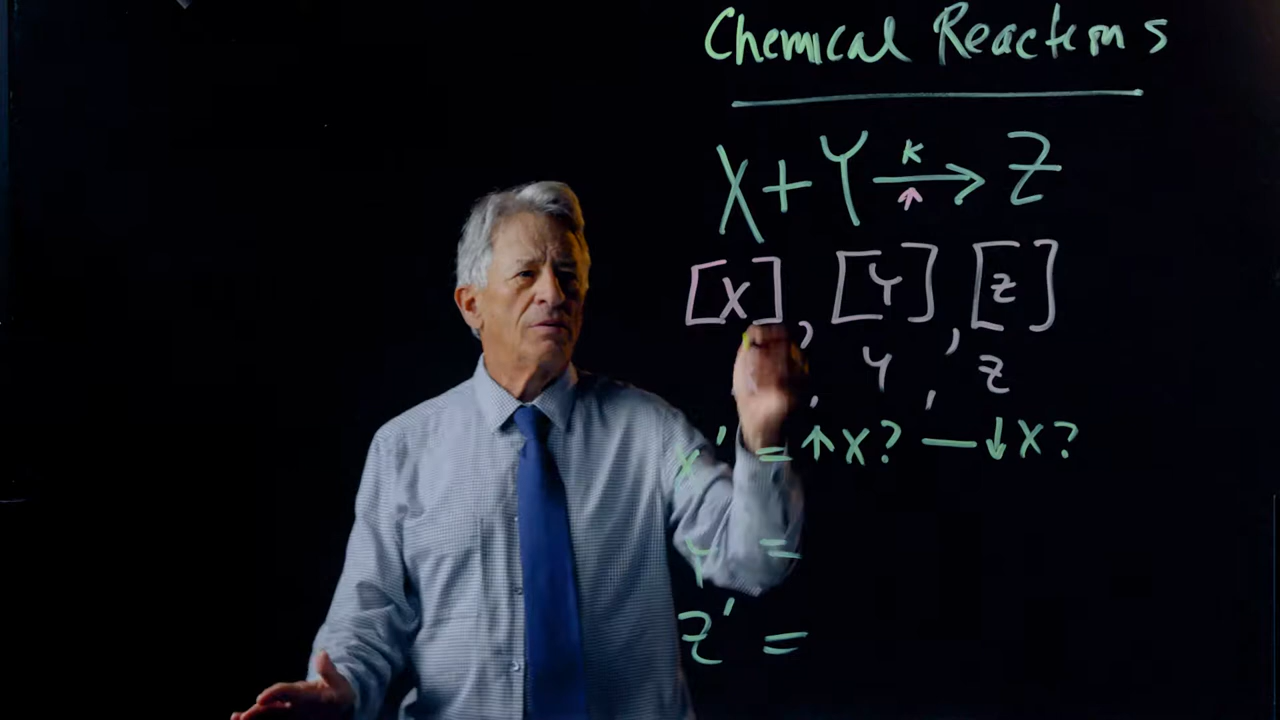 Chemical Reactions
X + Y →k Z
↑
[X], [Y], [Z]
, Y, Z
x' = ↑x? — ↓x?
Y =
Z' =